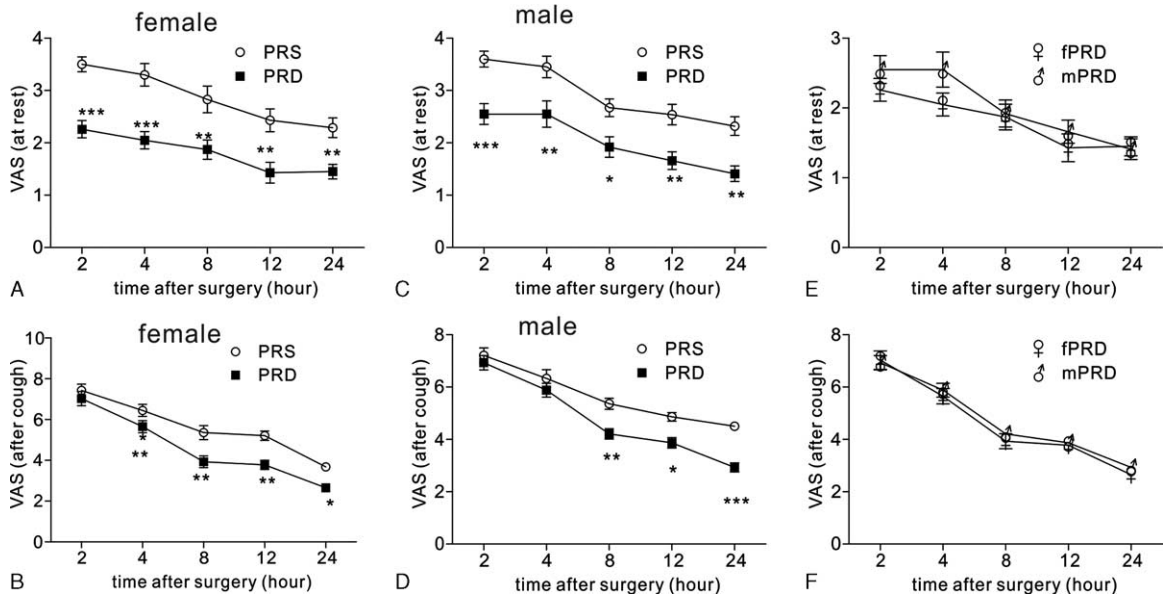 female
PRS
PRD
VAS (at rest)
4
3
2
1
0
***
***
**
**
**
2 4 8 12 24
time after surgery (hour)
A
male
PRS
PRD
VAS (at rest)
4
3
2
1
0
***
**
*
**
**
2 4 8 12 24
time after surgery (hour)
C
fPRD
mPRD
VAS (at rest)
3
2
1
0
2 4 8 12 24
time after surgery (hour)
E
female
PRS
PRD
VAS (after cough)
10
8
6
4
2
0
*
**
**
**
*
2 4 8 12 24
time after surgery (hour)
B
male
PRS
PRD
VAS (after cough)
8
6
4
2
0
**
*
***
2 4 8 12 24
time after surgery (hour)
D
fPRD
mPRD
VAS (after cough)
8
6
4
2
0
2 4 8 12 24
time after surgery (hour)
F